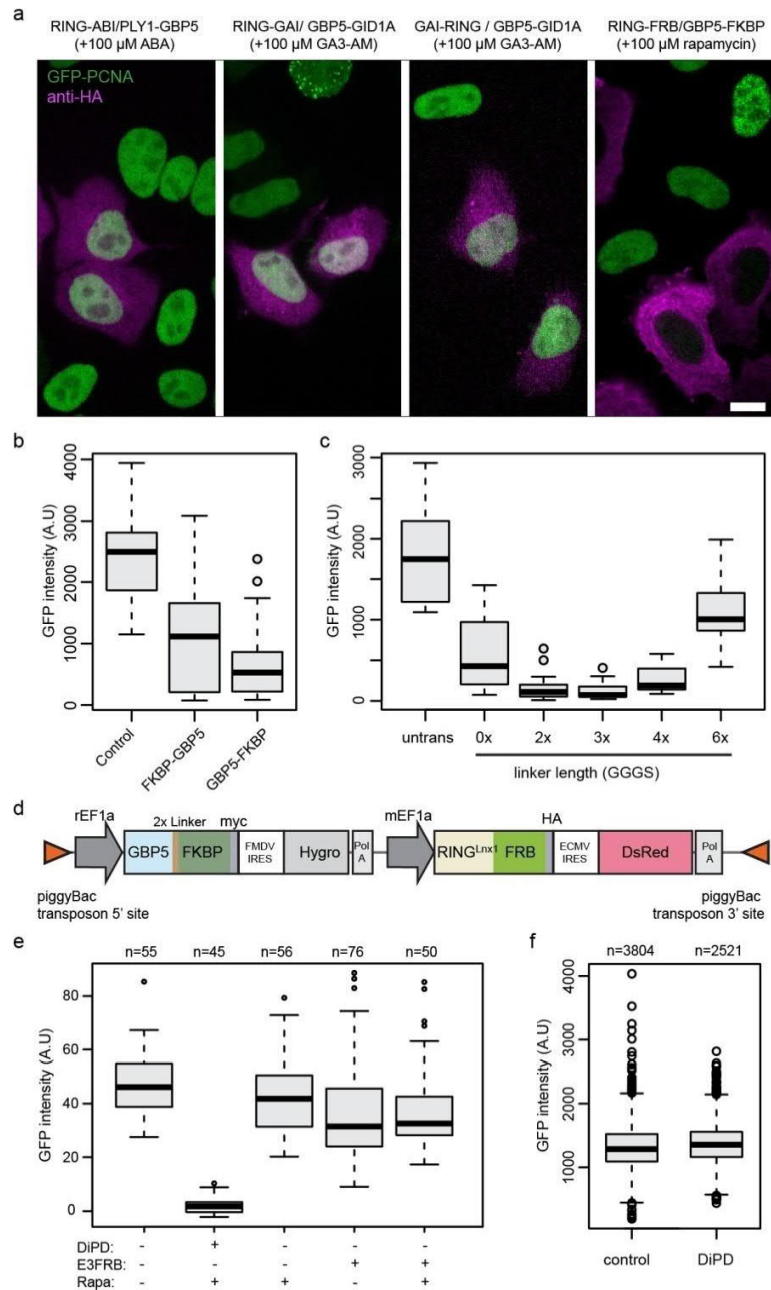 a
RING-ABI/PLY1-GBP5 RING-GAI/ GBP5-GID1A GAI-RING / GBP5-GID1A RING-FRB/GBP5-FKBP
(+100 µM ABA) (+100 µM GA3-AM) (+100 µM GA3-AM) (+100 µM rapamycin)
GFP-PCNA
anti-HA
b
GFP intensity (A.U)
4000
3000
2000
1000
0
Control FKBP-GBP5 GBP5-FKBP
c
GFP intensity (A.U)
3000
2000
1000
0
untrans 0x 2x 3x 4x 6x
linker length (GGGS)
d
rEF1a 2x Linker myc mEF1a HA
GBP5 FKBP FMDV IRES Hygro Pol A RING Lnx1 FRB ECMV IRES DsRed Pol A
piggyBac piggyBac
transposon 5' site transposon 3' site
e
n=55 n=45 n=56 n=76 n=50
GFP intensity (A.U)
80
60
40
20
0
DiPD: - + - - -
E3FRB: - - - + +
Rapa: - + + - +
f
n=3804 n=2521
GFP intensity (A.U)
4000
3000
2000
1000
control DiPD